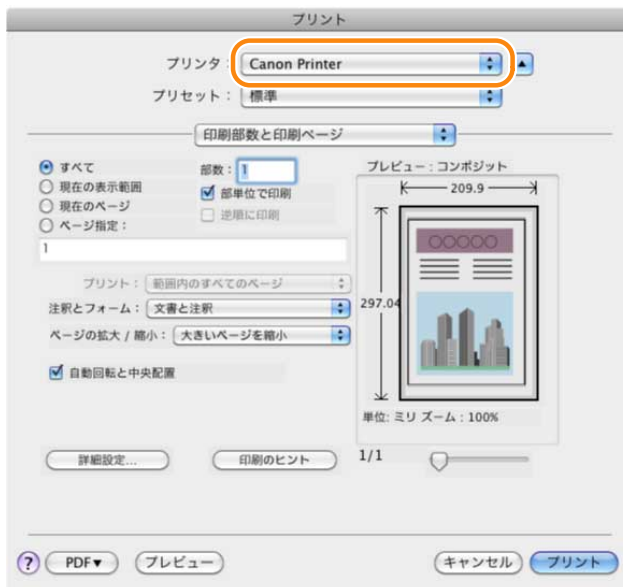 プリント
プリンタ： Canon Printer
プリセット： 標準
印刷部数と印刷ページ
すべて
現在の表示範囲
現在のページ
ページ指定：
部数： 1
部単位で印刷
逆順に印刷
1
プリント： 範囲内のすべてのページ
注釈とフォーム： 文書と注釈
ページの拡大 / 縮小： 大きいページを縮小
自動回転と中央配置
プレビュー：コンポジット
209.9
297.04
単位: ミリ ズーム : 100%
詳細設定...
印刷のヒント
1/1
? PDF▼ プレビュー キャンセル プリント